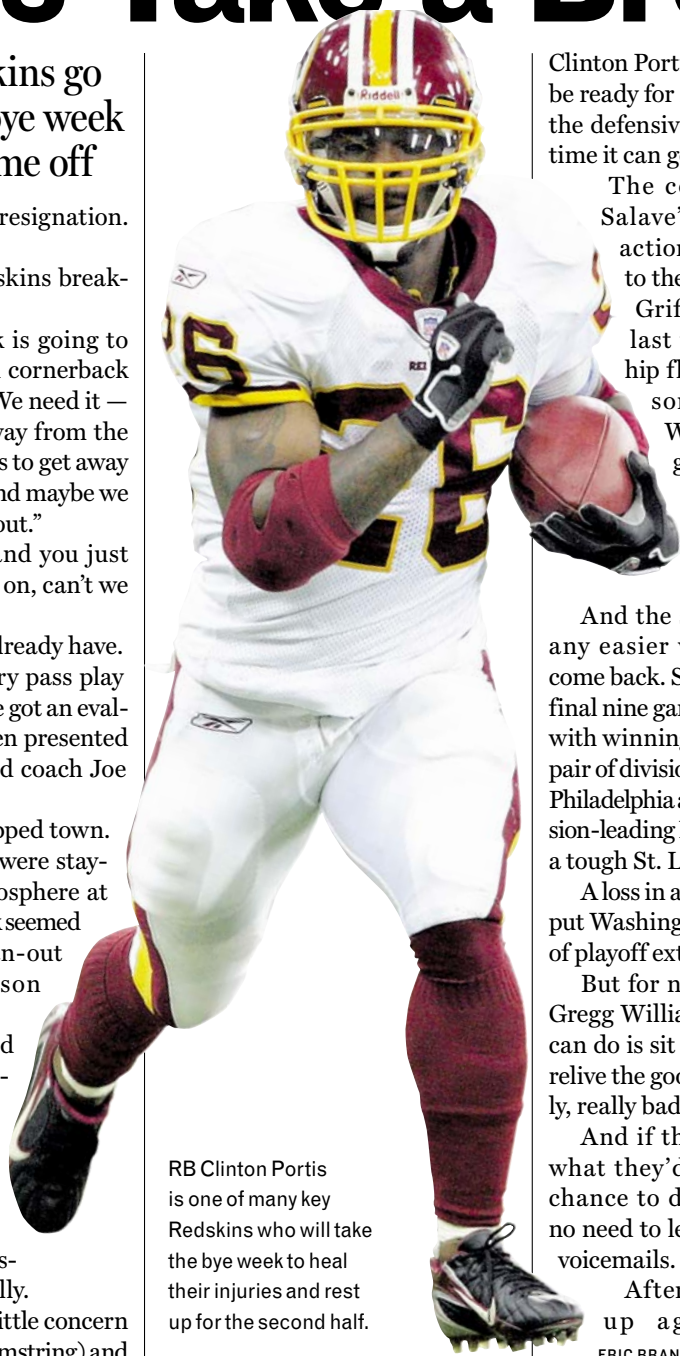 s Take a Bre
kins go
bye week
me off
resignation.
skins break-
k is going to
cornerback
We need it —
way from the
s to get away
nd maybe we
out.”
and you just
on, can’t we
lready have.
ry pass play
e got an eval-
en presented
d coach Joe
pped town.
were stay-
osphere at
k seemed
n-out
son
d
-
s-
lly.
ittle concern
mstring) and
Riddell
26
26
RB Clinton Portis
is one of many key
Redskins who will take
the bye week to heal
their injuries and rest
up for the second half.
Clinton Port
be ready for
the defensiv
time it can g
The c
Salave’
action
to the
Grif
last
hip fl
so
W
g
And the
any easier
come back. S
final nine ga
with winning
pair of divisio
Philadelphia a
sion-leading
a tough St. L
A loss in a
put Washing
of playoff ext
But for n
Gregg Willia
can do is sit
relive the goo
ly, really bad
And if th
what they’d
chance to d
no need to le
voicemails.
After
up ag
ERIC BRAN